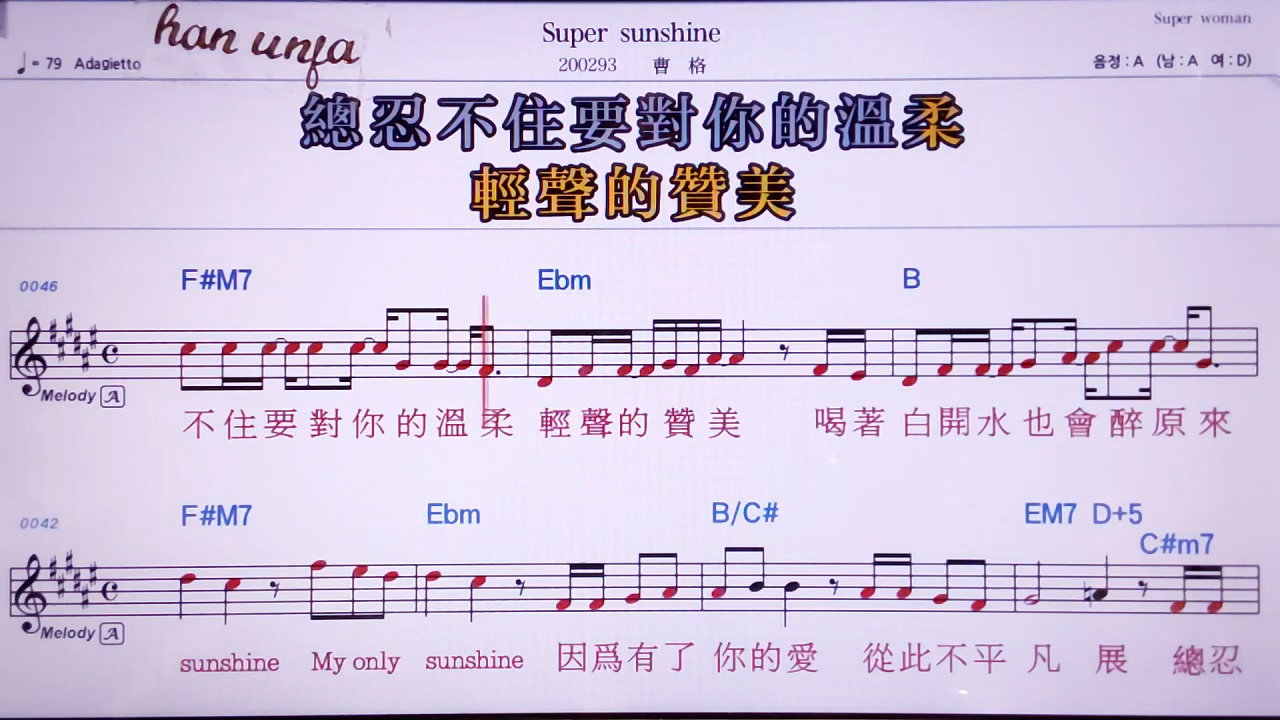 han unfa
Super sunshine
Super woman
200293 曹 格
♩= 79 Adagietto
음정 : A (남 : A 여 : D)
總忍不住要對你的溫柔
輕聲的贊美
0046 F#M7 Ebm B
Melody A
不住要對你的溫柔 輕聲的贊美 喝著白開水也會醉原來
0042 F#M7 Ebm B/C# EM7 D+5
C#m7
Melody A
sunshine My only sunshine 因爲有了你的愛 從此不平凡 展 總忍